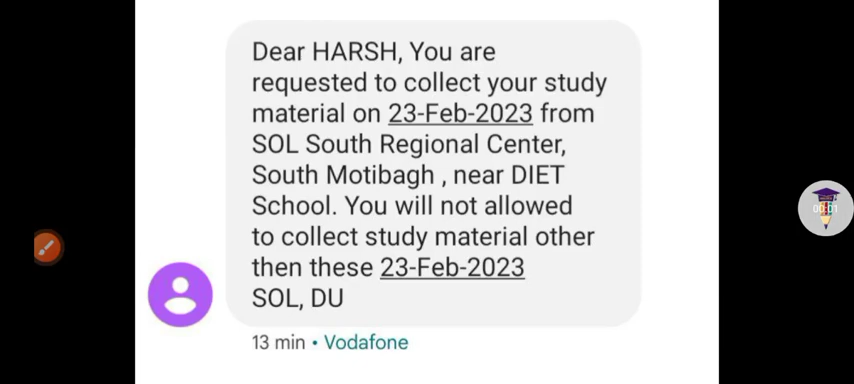 Dear HARSH, You are
requested to collect your study
material on 23-Feb-2023 from
SOL South Regional Center,
South Motibagh , near DIET
School. You will not allowed
to collect study material other
then these 23-Feb-2023
SOL, DU
13 min • Vodafone
00:01